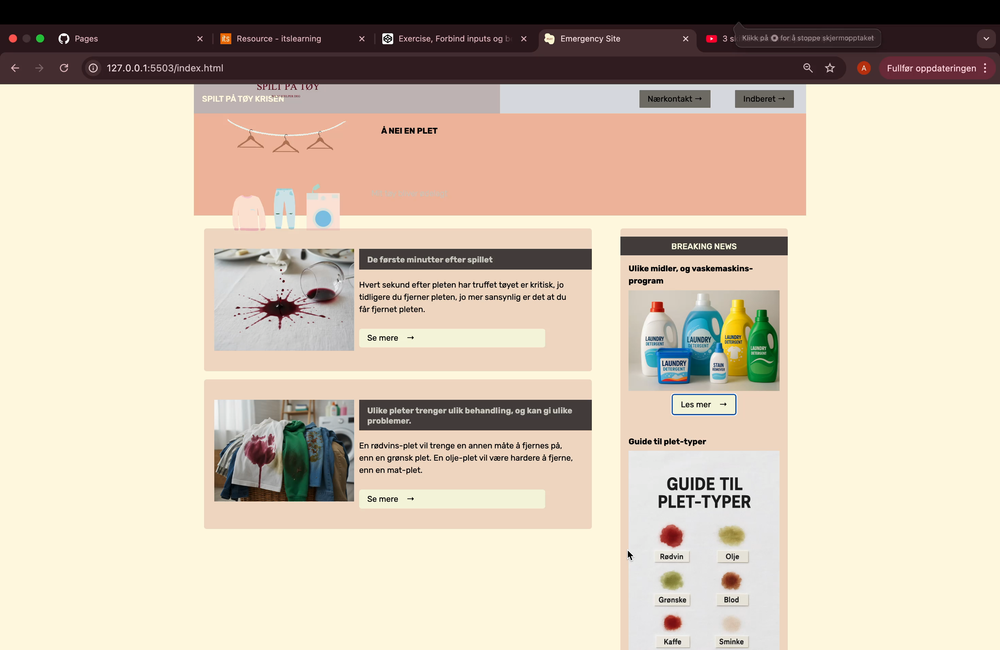 Pages
its
Resource - itslearning
Exercise, Forbind inputs og
Emergency Site
Klikk på for å stoppe skjermopptaket
127.0.0.1:5503/index.html
A
Fullfør oppdateringen
SPILT PÅ TØY
RO, VI HJELPER DEG
SPILT PÅ TØY KRISEN
Nærkontakt →
Indberet →
Å NEI EN PLET
Mit tøy bliver ødelagt
De første minutter efter spillet
Hvert sekund efter pleten har truffet tøyet er kritisk, jo
tidligere du fjerner pleten, jo mer sansynlig er det at du
får fjernet pleten.
Se mere →
Ulike pleter trenger ulik behandling, og kan gi ulike
problemer.
En rødvins-plet vil trenge en annen måte å fjernes på,
enn en grønsk plet. En olje-plet vil være hardere å fjerne,
enn en mat-plet.
Se mere →
BREAKING NEWS
Ulike midler, og vaskemaskins-
program
LAUNDRY
DETERGENT
LAUNDRY
DETERGENT
LAUNDRY
DETERGENT
LAUNDRY
DETERGENT
LAUNDRY
DETERGENT
STAIN
REMOVER
Les mer →
Guide til plet-typer
GUIDE TIL
PLET-TYPER
Rødvin
Olje
Grønske
Blod
Kaffe
Sminke